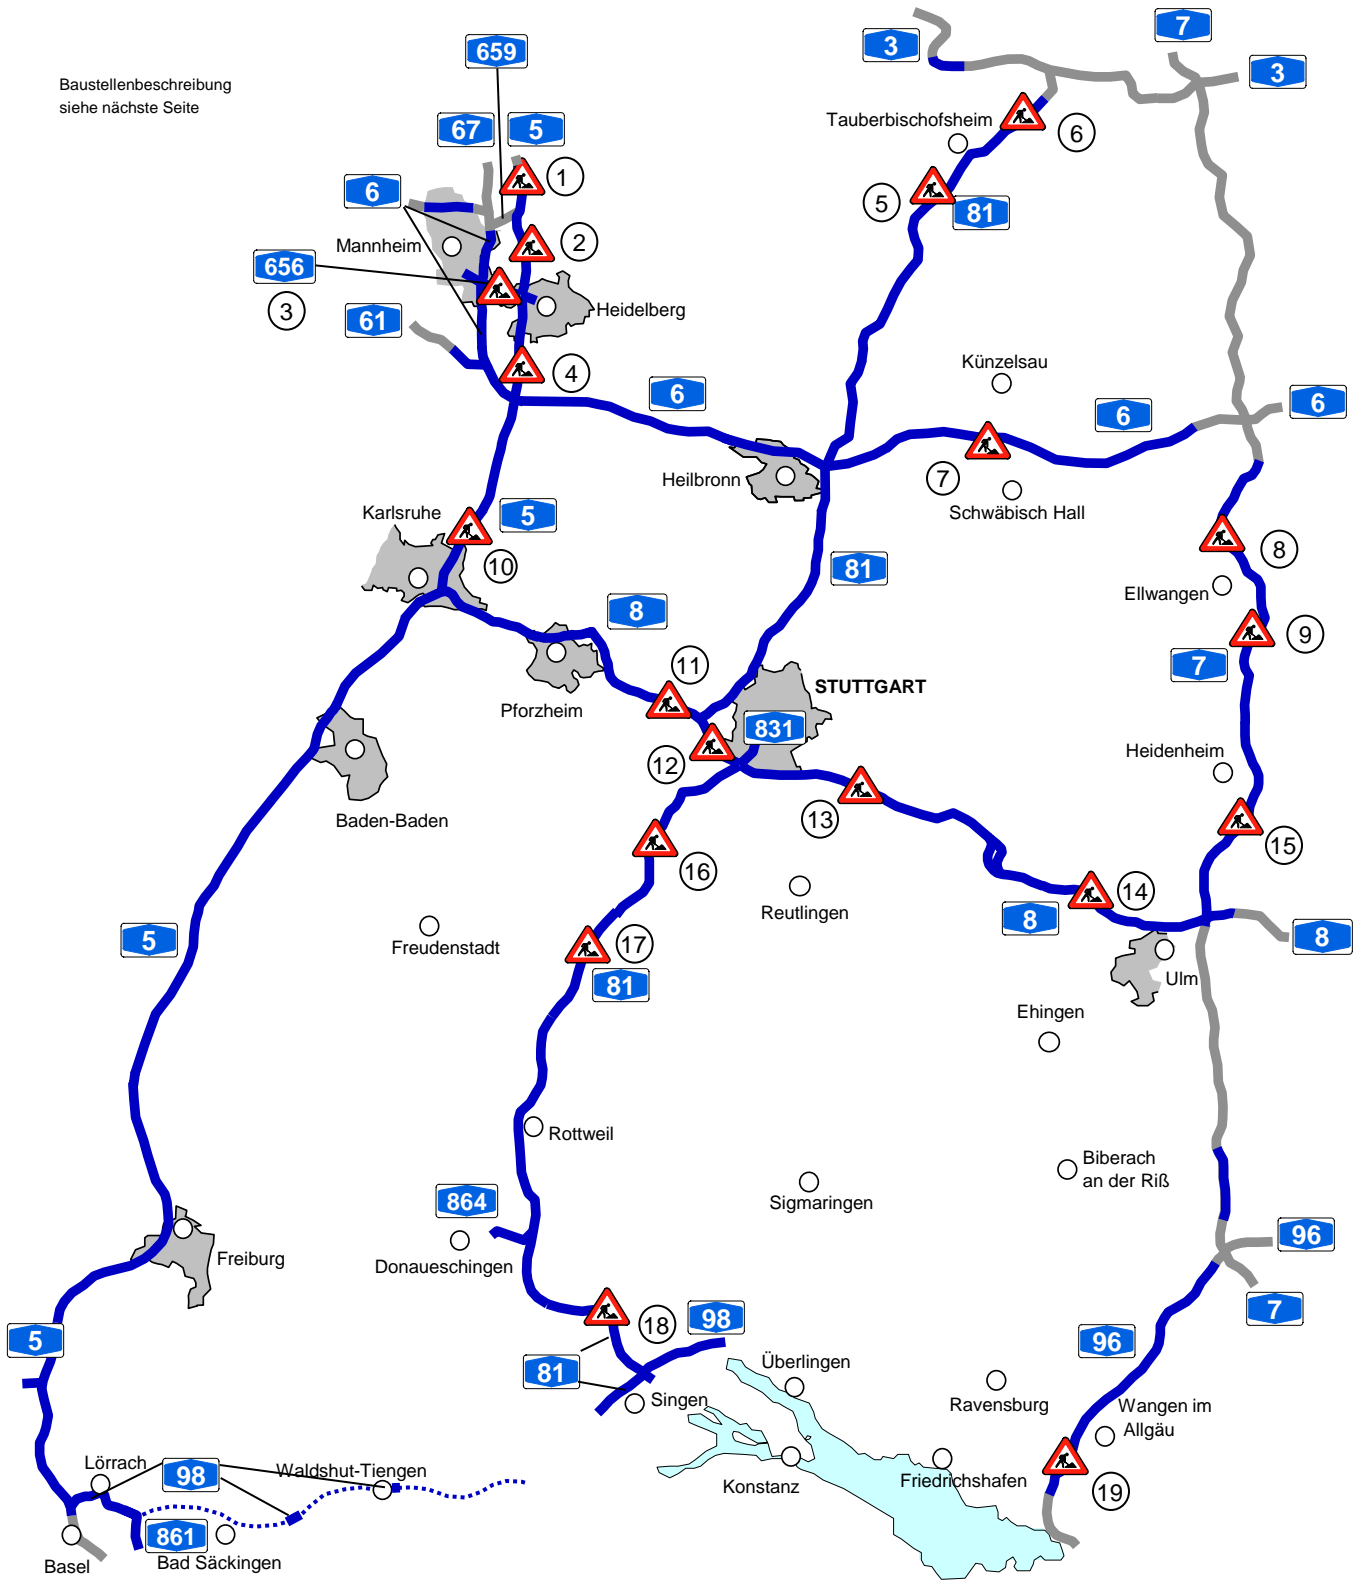 7
3
659
3
Baustellenbeschreibung
siehe nächste Seite
Tauberbischofsheim
67
5
6
1
6
5
81
Mannheim
2
656
3
Heidelberg
61
4
Künzelsau
6
6
6
Heilbronn
7
Schwäbisch Hall
Karlsruhe
5
10
81
8
Ellwangen
8
9
7
11
STUTTGART
Pforzheim
831
12
Heidenheim
Baden-Baden
13
15
16
Reutlingen
14
8
5
Freudenstadt
17
8
Ulm
81
Ehingen
Rottweil
Biberach
an der Riß
Sigmaringen
864
96
Donaueschingen
Freiburg
7
18
98
5
96
81
Überlingen
Singen
Ravensburg
Wangen im
Allgäu
Lörrach
98
Waldshut-Tiengen
Konstanz
Friedrichshafen
19
861
Basel
Bad Säckingen